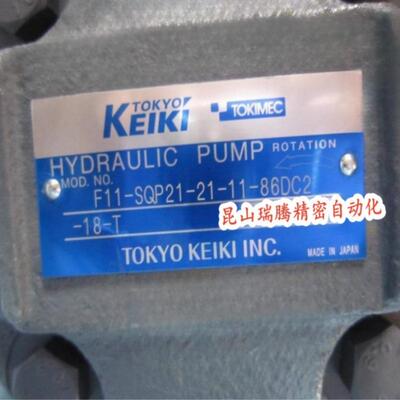 TOKYO
KEIKI
TOKIMEC
HYDRAULIC PUMP ROTATION
MOD. NO.
F11-SQP21-21-11-86DC2
-18-T
昆山瑞腾精密自动化
TOKYO KEIKI INC.
MADE IN JAPAN